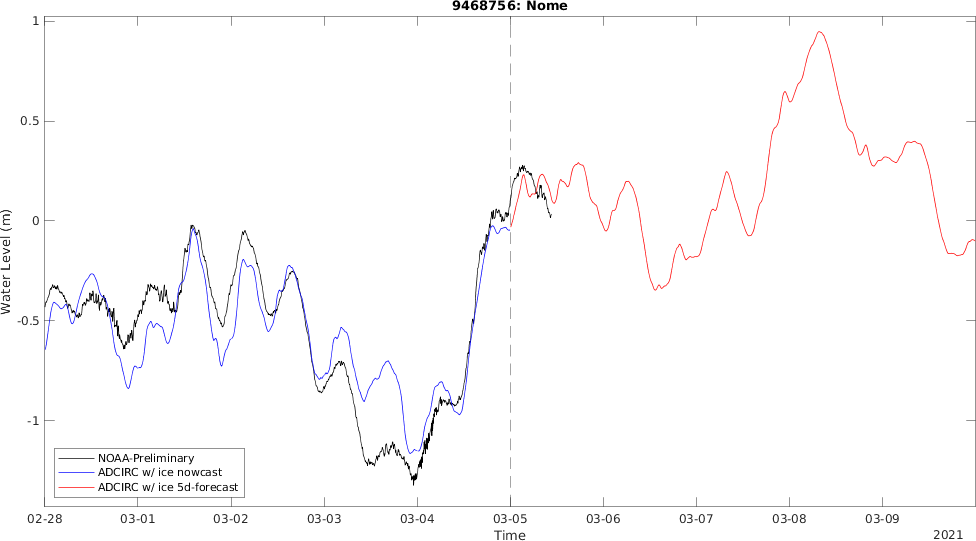 9468756: Nome
1
0.5
0
-0.5
-1
Water Level (m)
NOAA-Preliminary
ADCIRC w/ ice nowcast
ADCIRC w/ ice 5d-forecast
02-28 03-01 03-02 03-03 03-04 03-05 03-06 03-07 03-08 03-09
Time
2021